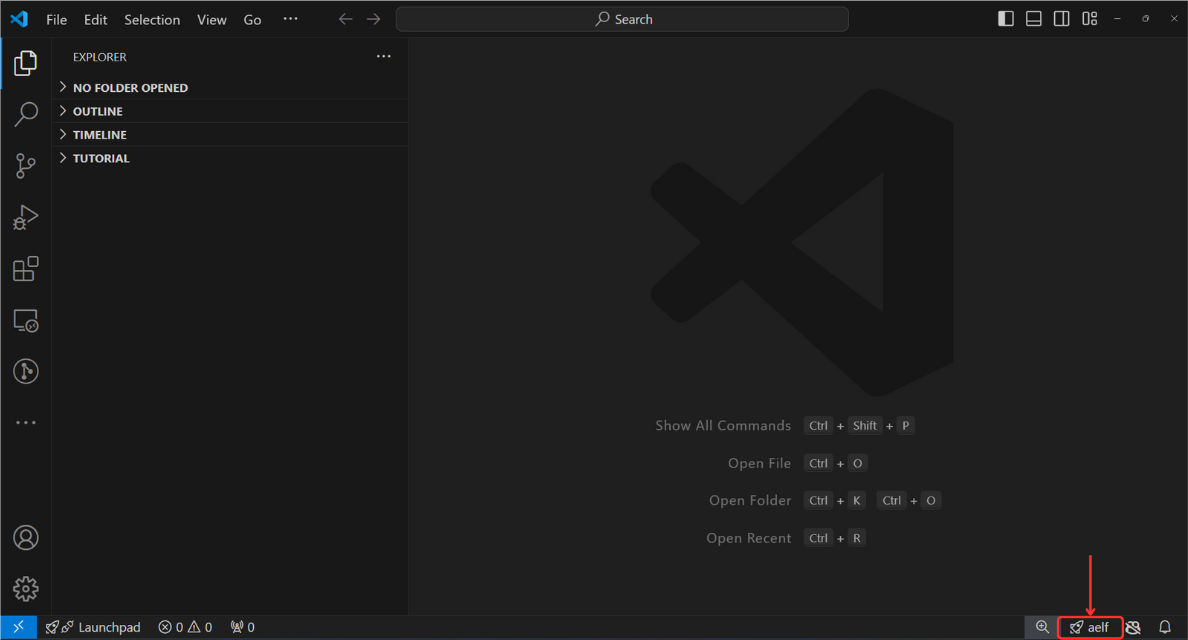 File Edit Selection View Go ···
Search
EXPLORER ···
NO FOLDER OPENED
OUTLINE
TIMELINE
TUTORIAL
Show All Commands Ctrl + Shift + P
Open File Ctrl + O
Open Folder Ctrl + K Ctrl + O
Open Recent Ctrl + R
Launchpad 0 0 0 aelf